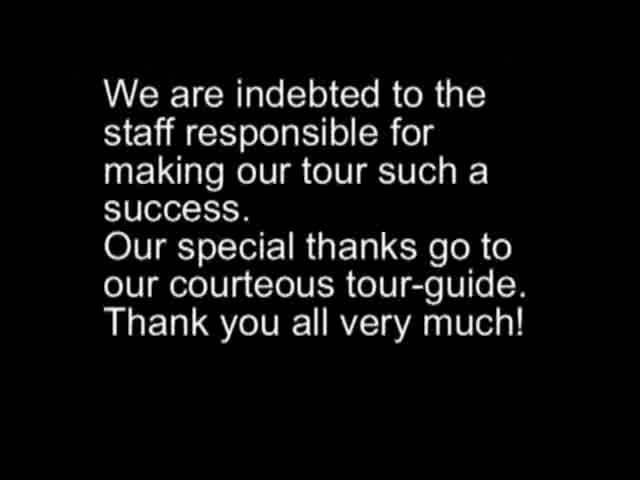 We are indebted to the
staff responsible for
making our tour such a
success.
Our special thanks go to
our courteous tour-guide.
Thank you all very much!